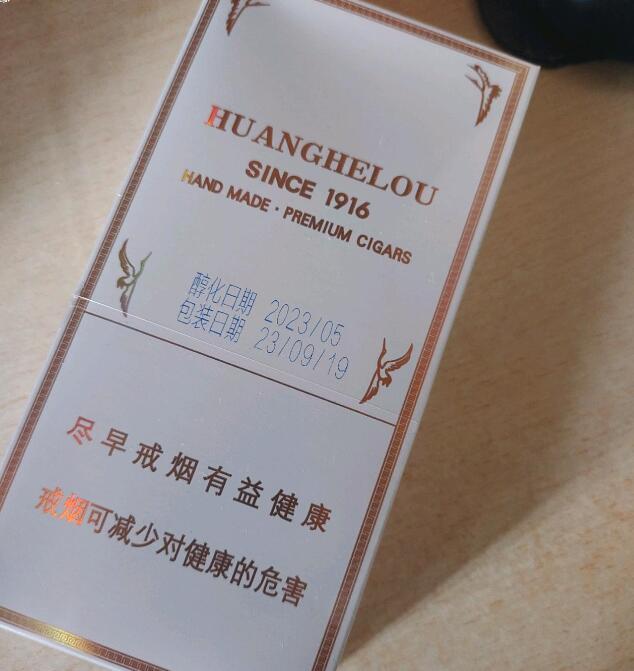 HUANGHELOU
SINCE 1916
HAND MADE · PREMIUM CIGARS
醇化日期 2023/05
包装日期 23/09/19
尽早戒烟有益健康
戒烟可减少对健康的危害